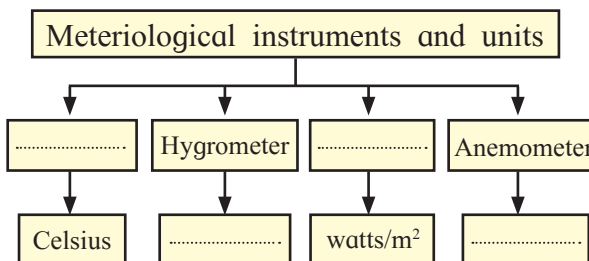 Meteriological instruments and units
.............................. Hygrometer .............................. Anemometer
Celsius .............................. watts/m² ..............................